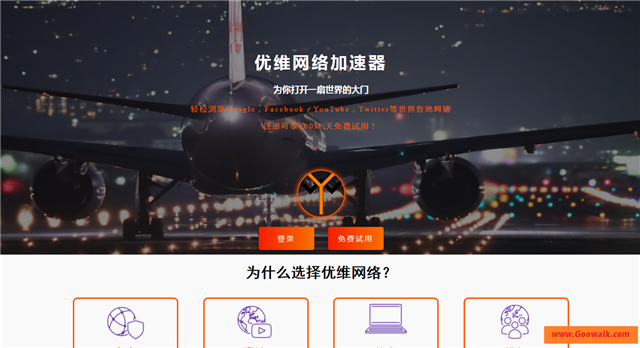 优维网络加速器
为你打开一扇世界的大门
轻松浏览Google，Facebook，YouTube，Twitter等世界各地网站
注册可享100M/天免费试用！
登录
免费试用
为什么选择优维网络？
www.Goowalk.com